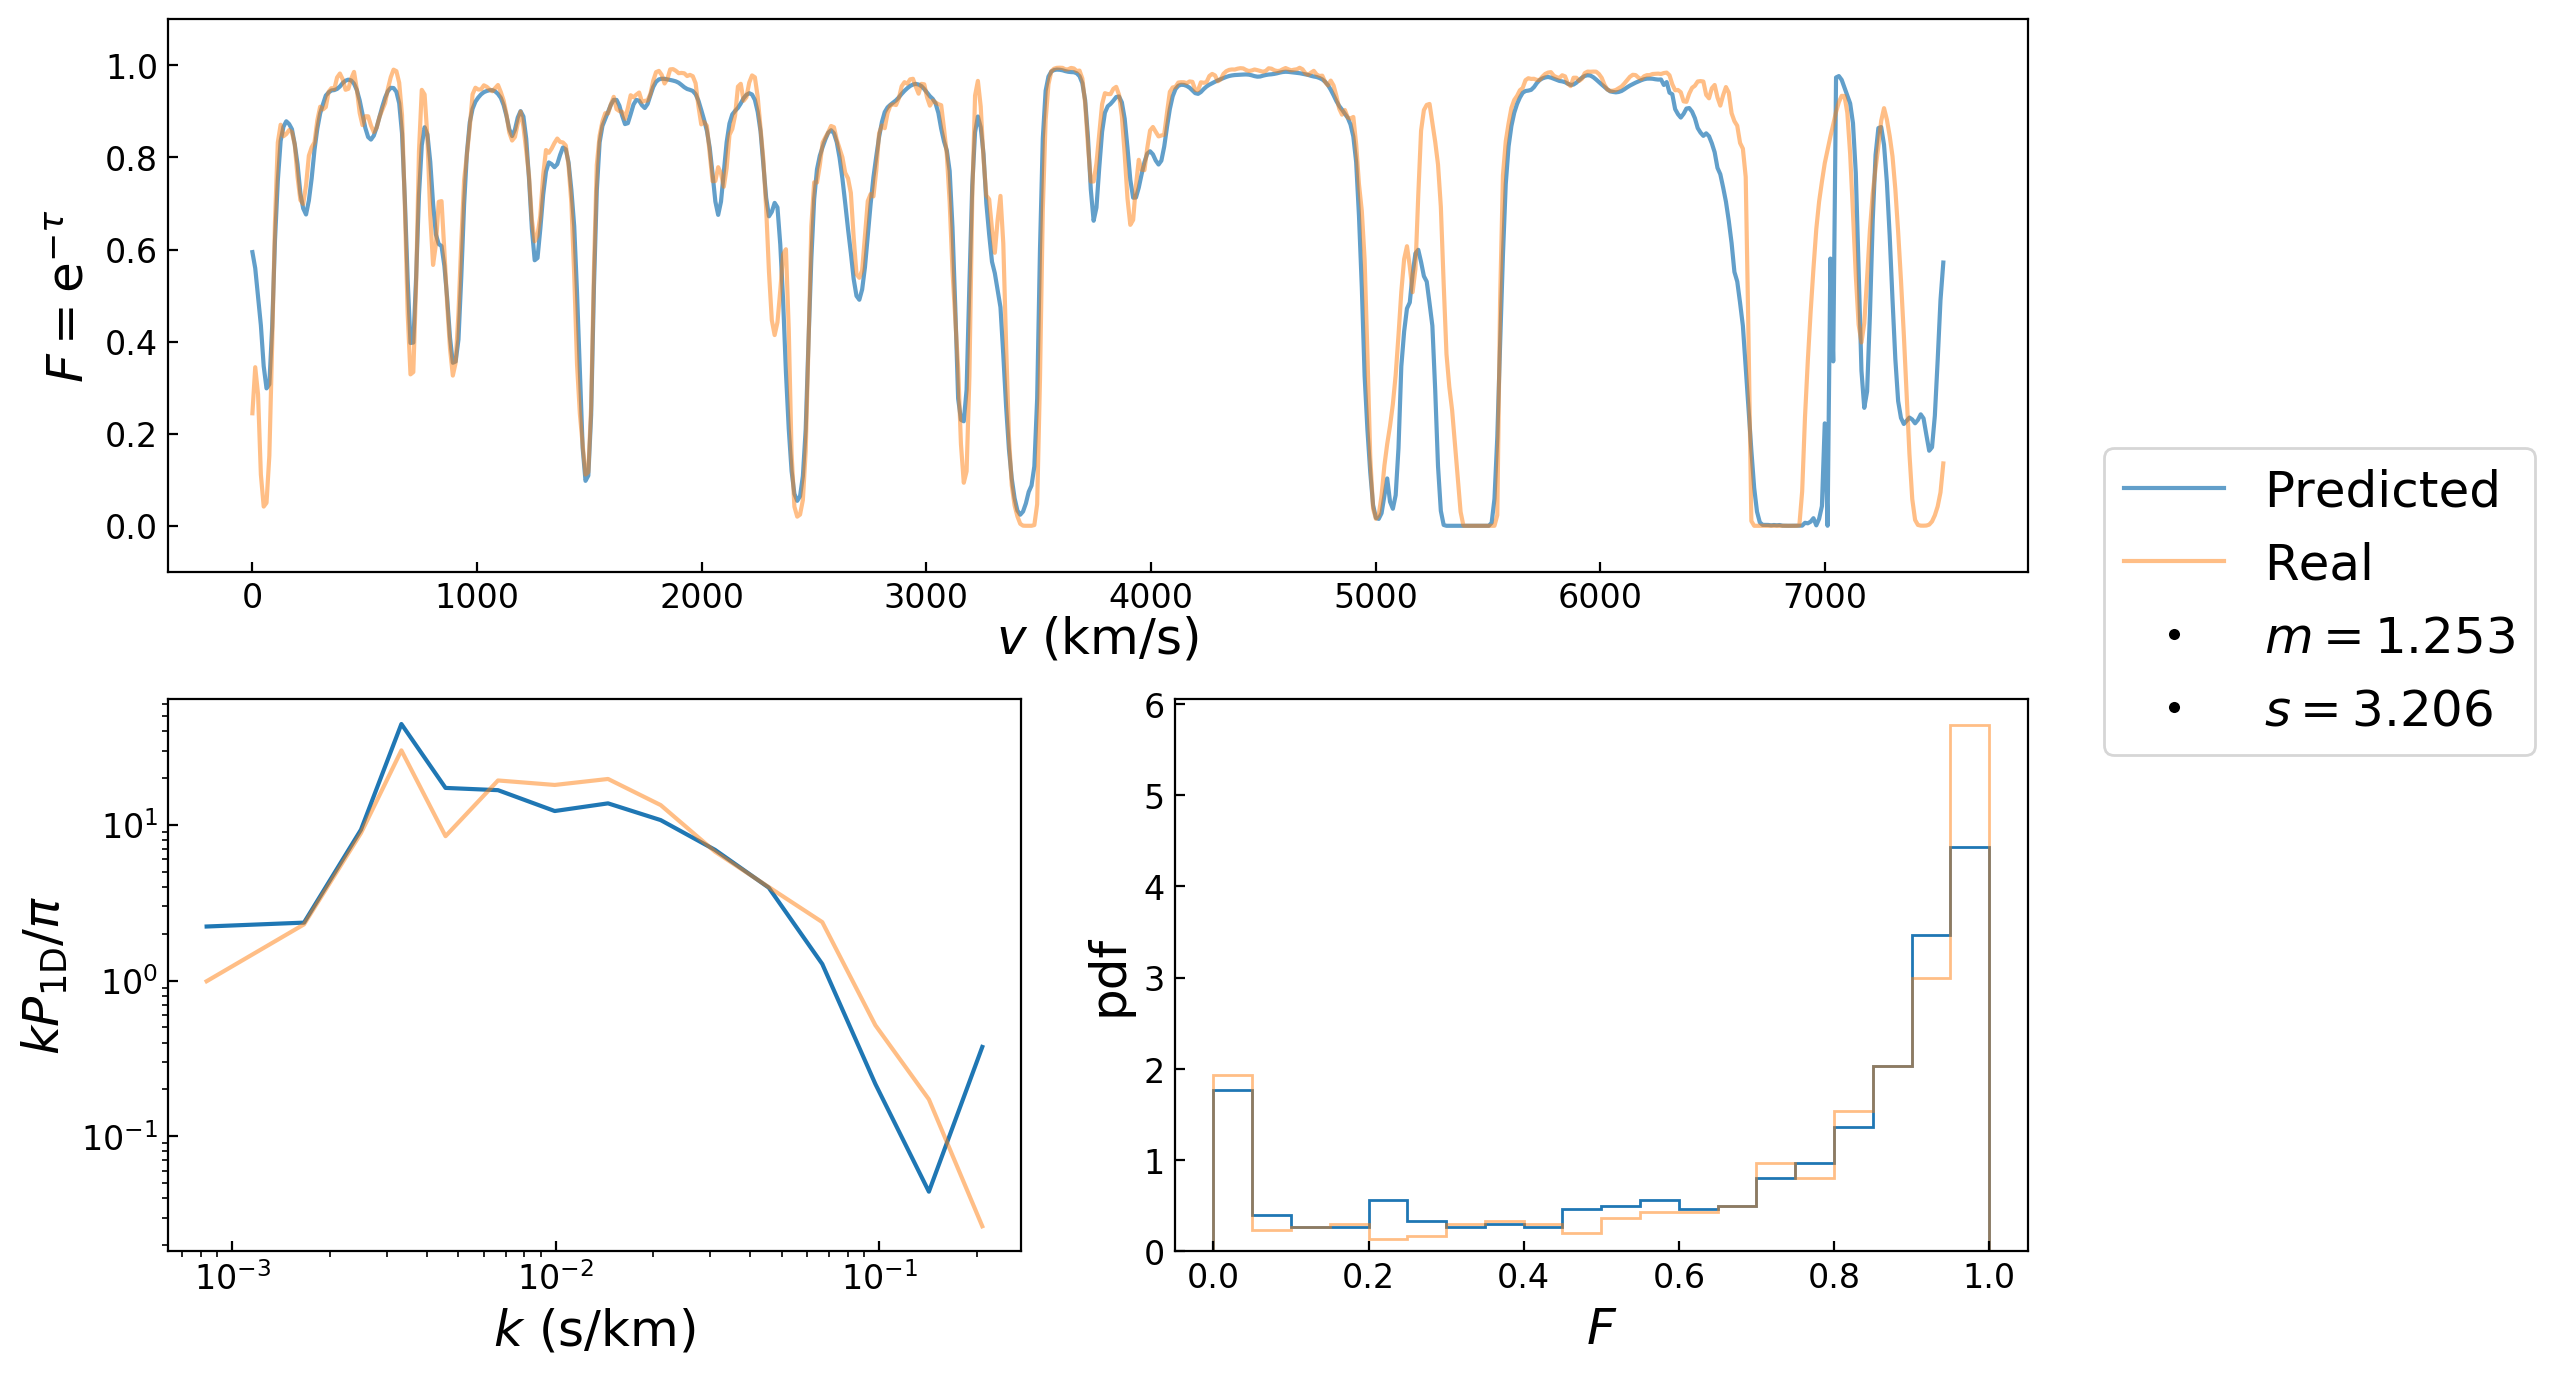 1.0
0.8
0.6
0.4
0.2
0.0
F = e^{−τ}
0 1000 2000 3000 4000 5000 6000 7000
v (km/s)
Predicted
Real
m = 1.253
s = 3.206
10^1
10^0
10^{−1}
kP_{1D}/π
10^{−3} 10^{−2} 10^{−1}
k (s/km)
6
5
4
3
2
1
0
pdf
0.0 0.2 0.4 0.6 0.8 1.0
F